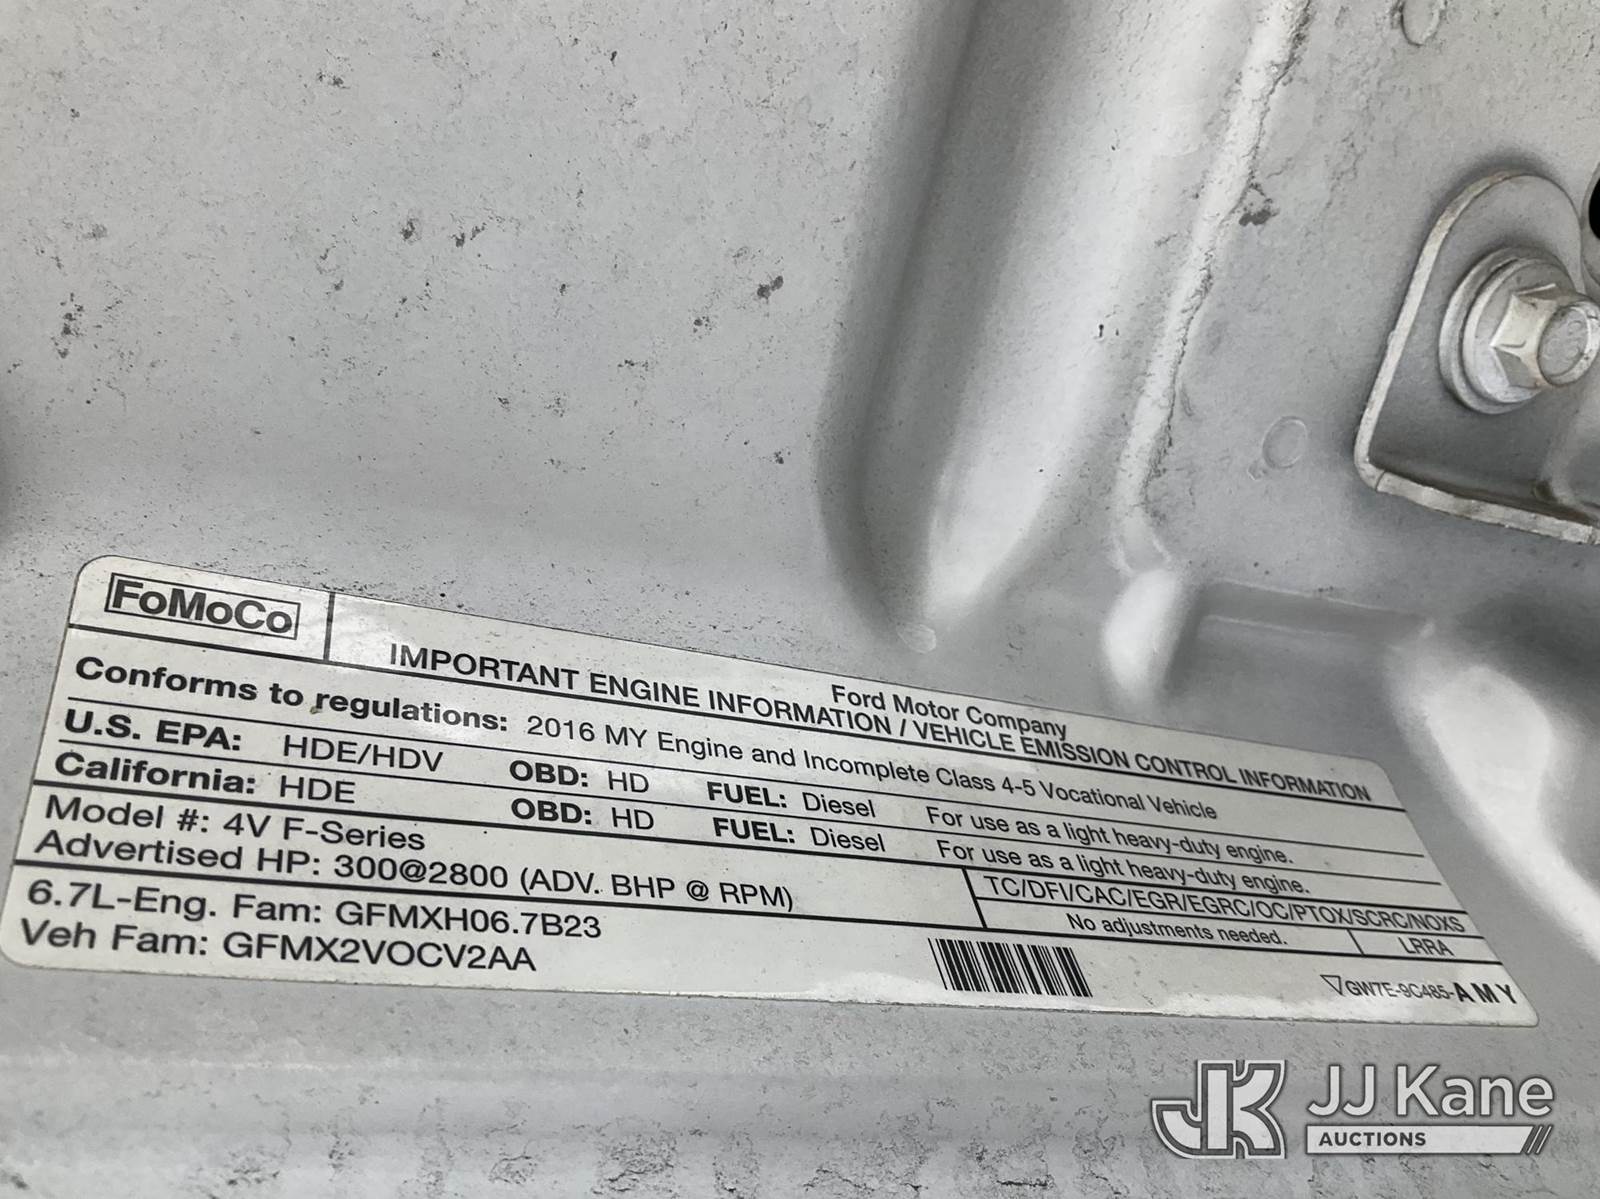 FoMoCo
Ford Motor Company
IMPORTANT ENGINE INFORMATION / VEHICLE EMISSION CONTROL INFORMATION
Conforms to regulations: 2016 MY Engine and Incomplete Class 4-5 Vocational Vehicle
U.S. EPA: HDE/HDV OBD: HD FUEL: Diesel For use as a light heavy-duty engine.
California: HDE OBD: HD FUEL: Diesel For use as a light heavy-duty engine.
Model #: 4V F-Series
Advertised HP: 300@2800 (ADV. BHP @ RPM)
TC/DFI/CAC/EGR/EGRC/OC/PTOX/SCRC/NOXS
No adjustments needed. LRRA
6.7L-Eng. Fam: GFMXH06.7B23
Veh Fam: GFMX2VOCV2AA
GW7E-9C485-AMY
JK JJ Kane
AUCTIONS